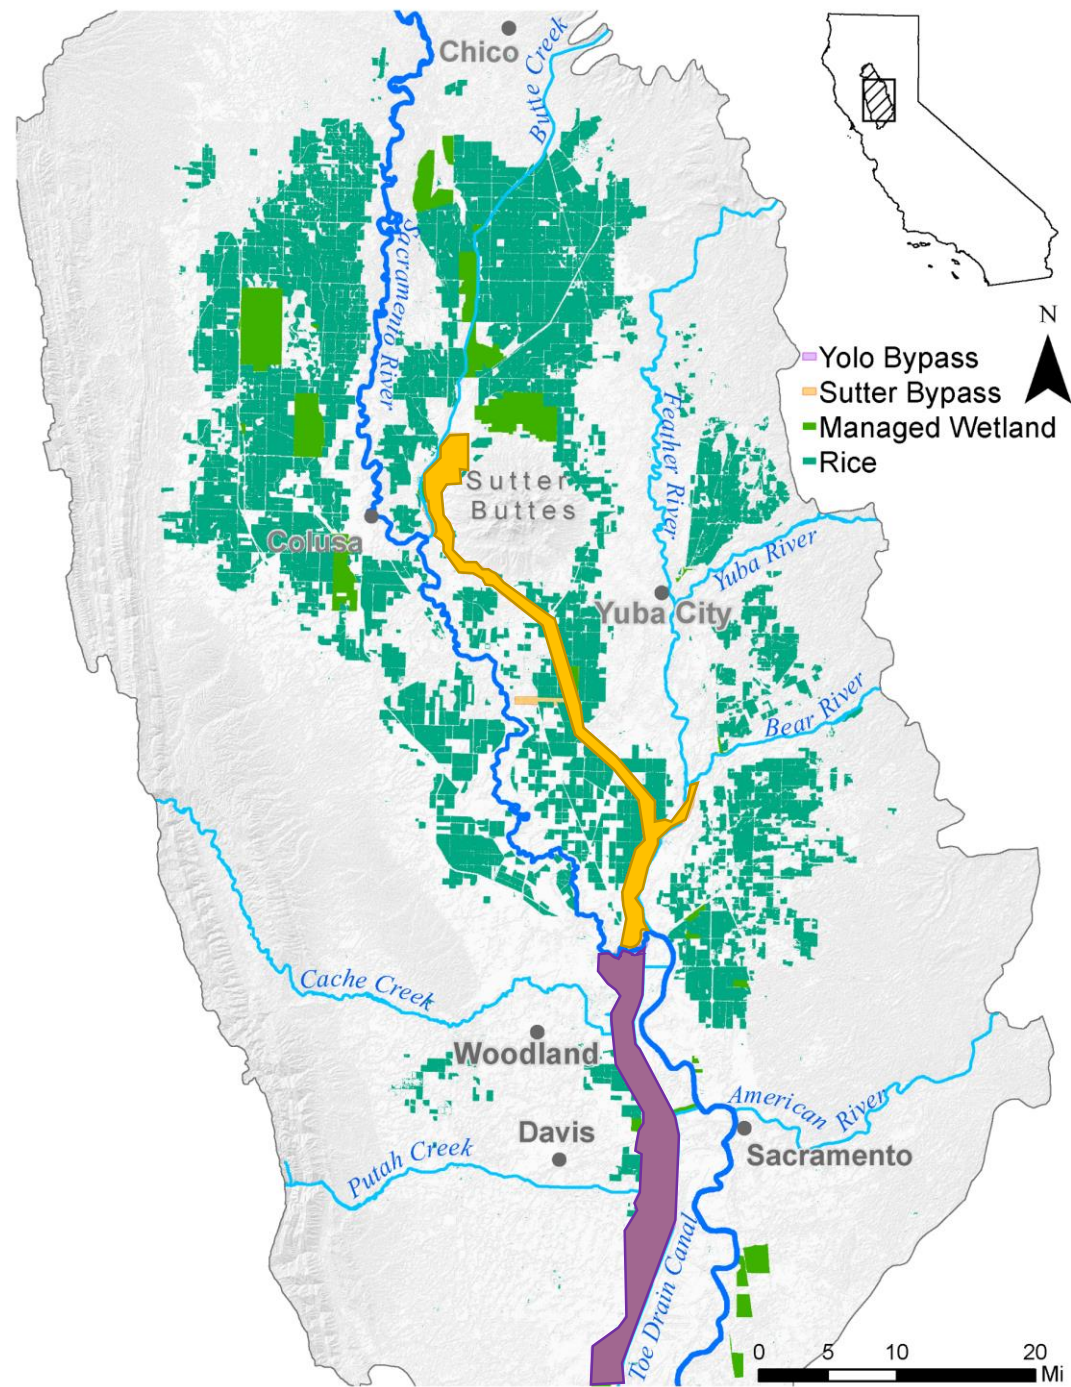 Chico
Butte Creek
Sacramento River
N
Yolo Bypass
Sutter Bypass
Managed Wetland
Rice
Feather River
Sutter
Buttes
Colusa
Yuba River
Yuba City
Bear River
Cache Creek
Woodland
American River
Davis
Sacramento
Putah Creek
Toe Drain Canal
0 5 10 20
Mi